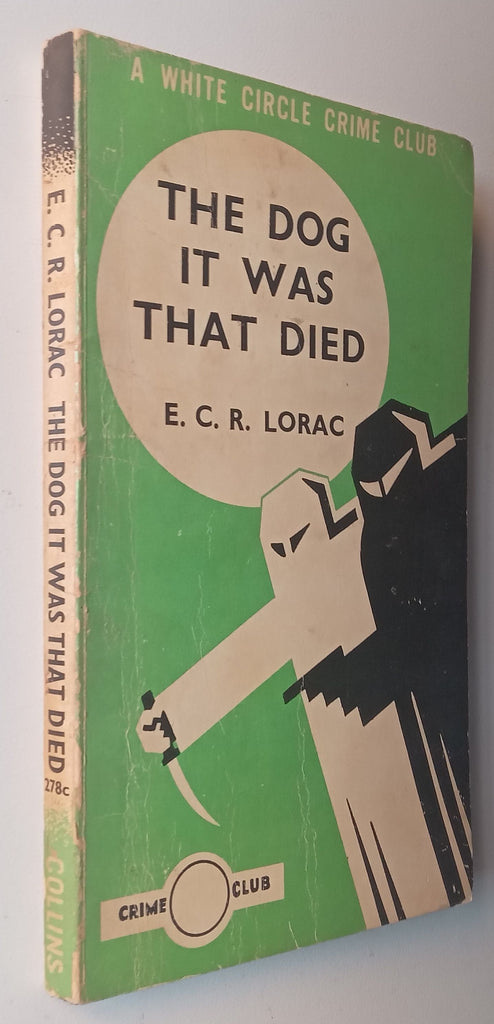 A WHITE CIRCLE CRIME CLUB
THE DOG
IT WAS
THAT DIED
E. C. R. LORAC
CRIME CLUB
E. C. R. LORAC THE DOG IT WAS THAT DIED
278c
COLLINS